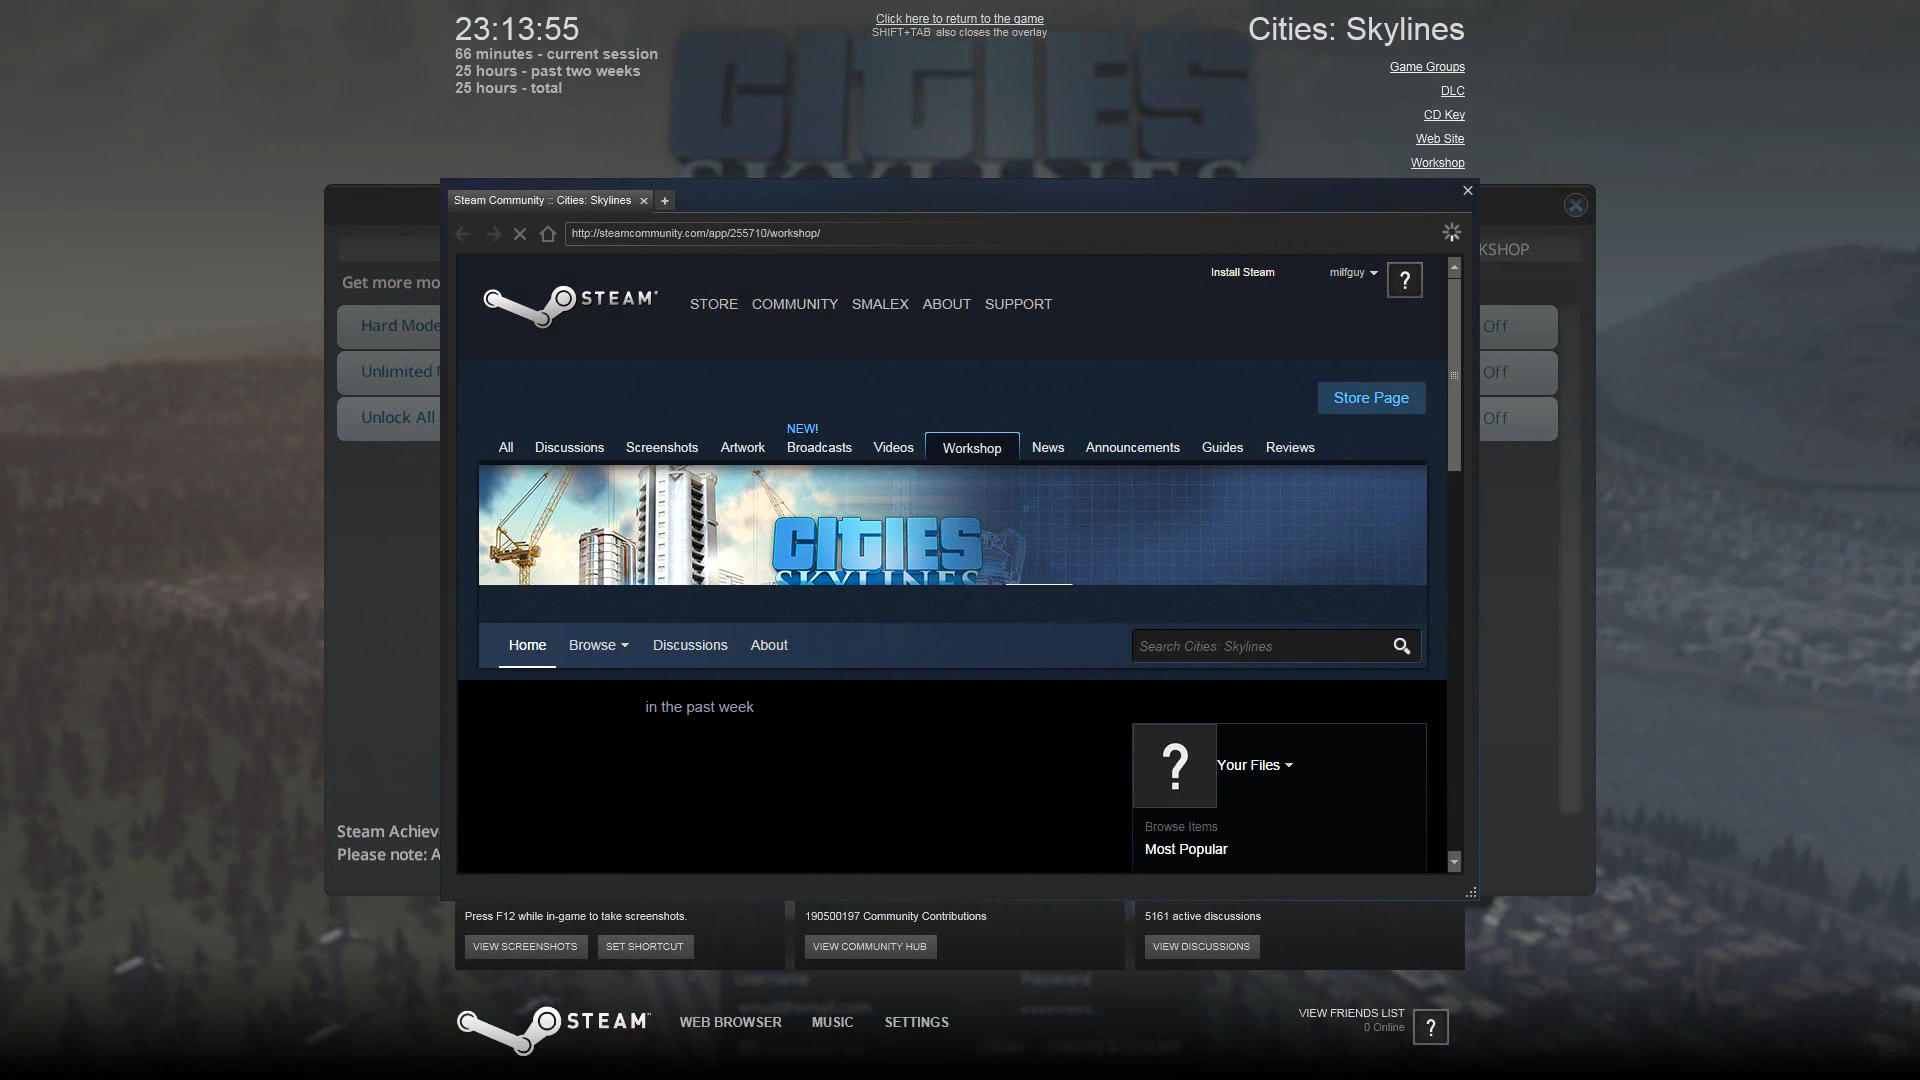 23:13:55
66 minutes - current session
25 hours - past two weeks
25 hours - total
Click here to return to the game
SHIFT+TAB also closes the overlay
Cities: Skylines
Game Groups
DLC
CD Key
Web Site
Workshop
CITIES
SKYLINES
Steam Community :: Cities: Skylines
http://steamcommunity.com/app/255710/workshop/
KSHOP
Get more mo
Hard Mode
Off
Unlimited
Off
Unlock All
Off
Install Steam
milfguy
?
STEAM
STORE COMMUNITY SMALEX ABOUT SUPPORT
Store Page
NEW!
All Discussions Screenshots Artwork Broadcasts Videos Workshop News Announcements Guides Reviews
CITIES
SKYLINES
Home Browse Discussions About
Search Cities: Skylines
in the past week
?
Your Files
Browse Items
Most Popular
Steam Achiev
Please note: A
Press F12 while in-game to take screenshots.
VIEW SCREENSHOTS
SET SHORTCUT
190500197 Community Contributions
VIEW COMMUNITY HUB
5161 active discussions
VIEW DISCUSSIONS
Username
Password
STEAM
WEB BROWSER MUSIC SETTINGS
VIEW FRIENDS LIST
0 Online
?